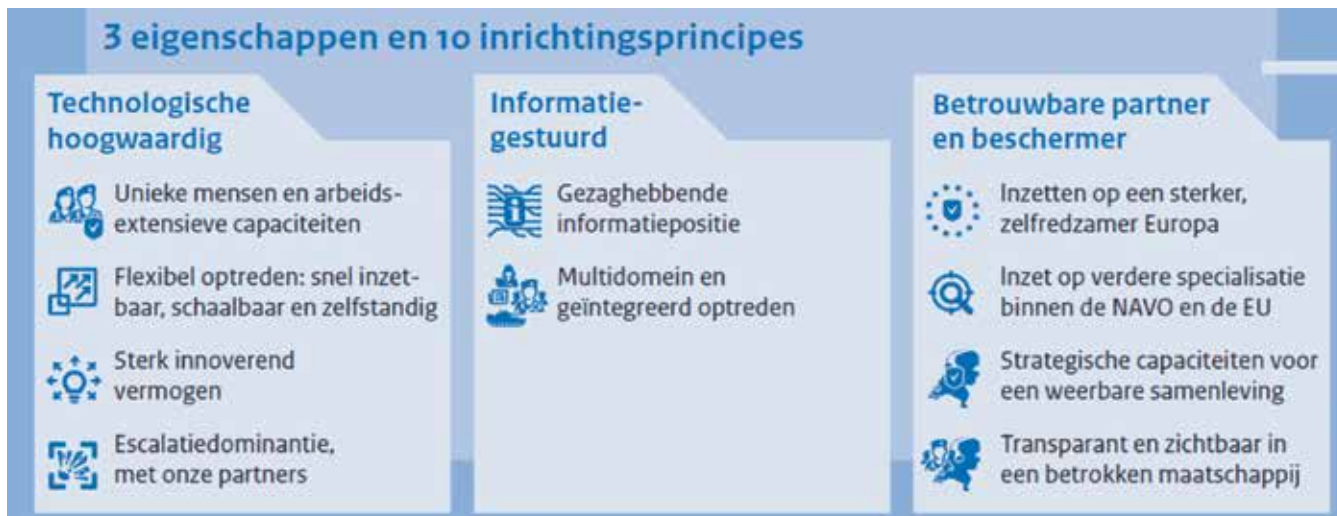 3 eigenschappen en 10 inrichtingsprincipes
Technologische
hoogwaardig
Unieke mensen en arbeids-
extensieve capaciteiten
Flexibel optreden: snel inzet-
baar, schaalbaar en zelfstandig
Sterk innoverend
vermogen
Escalatiedominantie,
met onze partners
Informatie-
gestuurd
Gezaghebbende
informatiepositie
Multidomein en
geïntegreerd optreden
Betrouwbare partner
en beschermer
Inzetten op een sterker,
zelfredzamer Europa
Inzet op verdere specialisatie
binnen de NAVO en de EU
Strategische capaciteiten voor
een weerbare samenleving
Transparant en zichtbaar in
een betrokken maatschappij